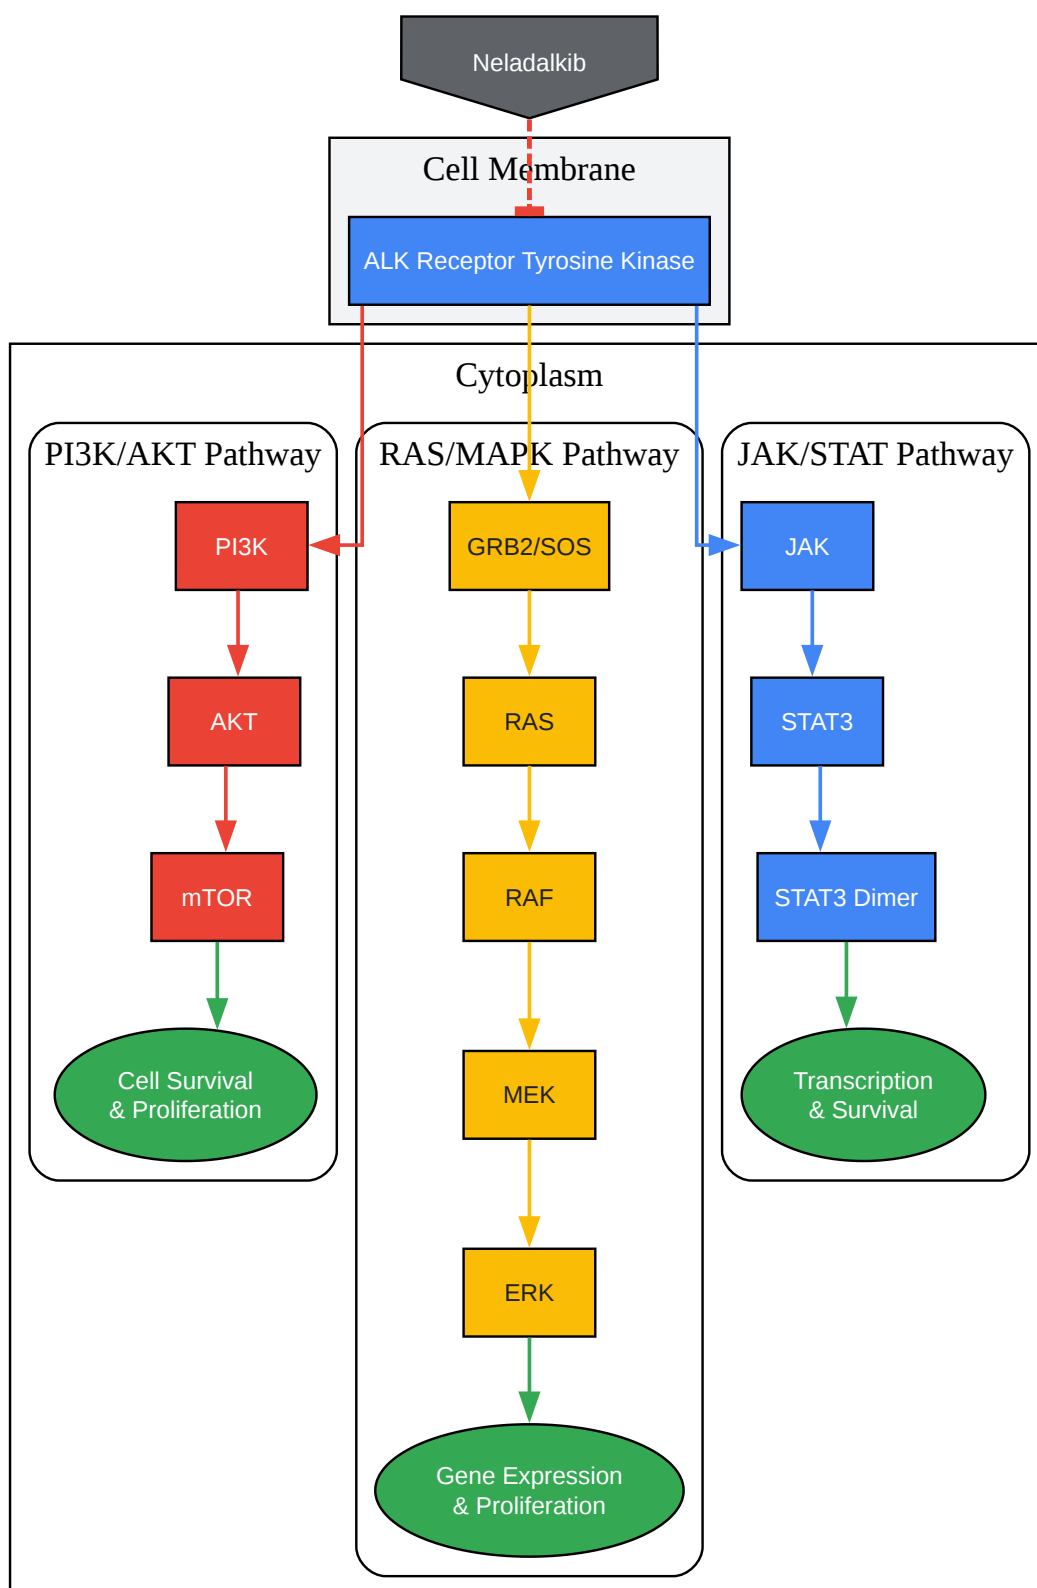 Neladalkib
Cell Membrane
ALK Receptor Tyrosine Kinase
Cytoplasm
PI3K/AKT Pathway
PI3K
AKT
mTOR
Cell Survival
& Proliferation
RAS/MAPK Pathway
GRB2/SOS
RAS
RAF
MEK
ERK
Gene Expression
& Proliferation
JAK/STAT Pathway
JAK
STAT3
STAT3 Dimer
Transcription
& Survival